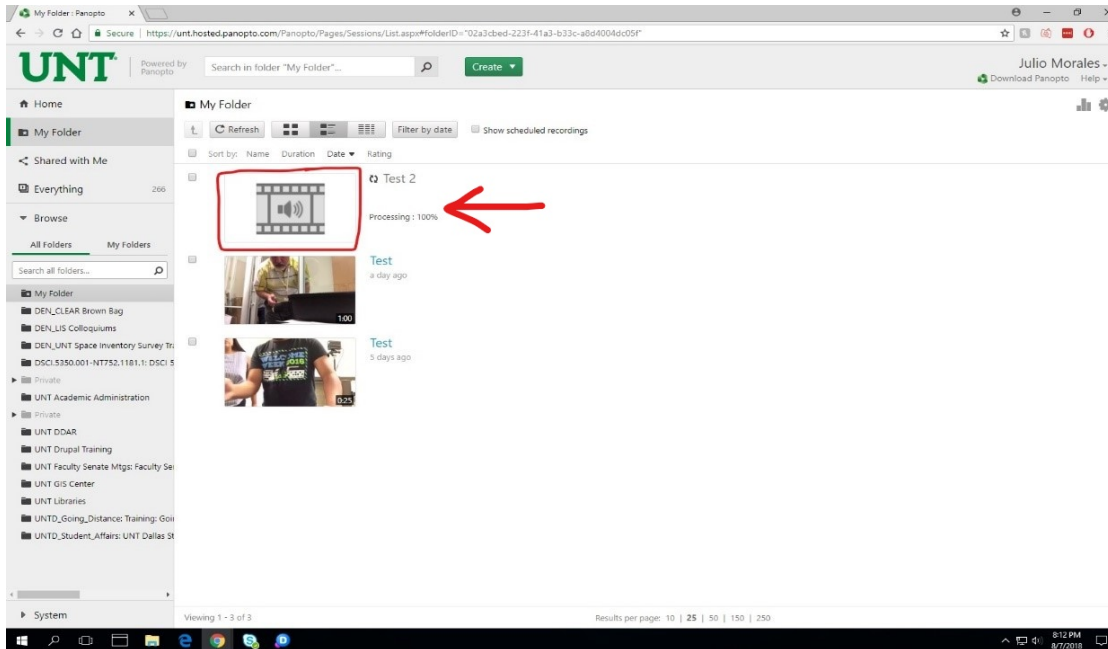 My Folder : Panopto
Secure | https://unt.hosted.panopto.com/Panopto/Pages/Sessions/List.aspx#folderID="02a3cbed-223f-41a3-b33c-a8d4004dc05f"
UNT
Powered by
Panopto
Search in folder "My Folder"...
Create
Julio Morales
Download Panopto Help
Home
My Folder
Shared with Me
Everything 266
Browse
All Folders My Folders
Search all folders...
My Folder
DEN_CLEAR Brown Bag
DEN_LIS Colloquiums
DEN_UNT Space Inventory Survey Tr
DSCI.5350.001-NT752.1181.1: DSCI 5
Private
UNT Academic Administration
Private
UNT DDAR
UNT Drupal Training
UNT Faculty Senate Mtgs: Faculty Se
UNT GIS Center
UNT Libraries
UNTD_Going_Distance: Training: Goi
UNTD_Student_Affairs: UNT Dallas St
System
My Folder
Refresh Filter by date Show scheduled recordings
Sort by: Name Duration Date Rating
Test 2
Processing : 100%
Test
a day ago
1:00
Test
5 days ago
WELCOME
WEEK 2016
0:25
Viewing 1 - 3 of 3
Results per page: 10 | 25 | 50 | 150 | 250
8:12 PM
8/7/2018